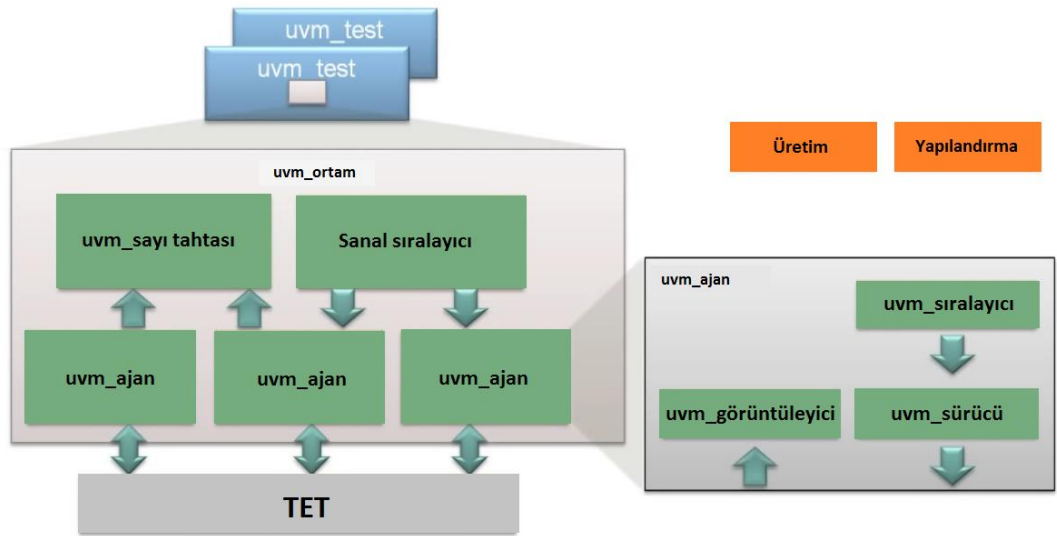 uvm_test
uvm_test
Üretim
Yapılandırma
uvm_ortam
uvm_sayı tahtası
Sanal sıralayıcı
uvm_ajan
uvm_sıralayıcı
uvm_ajan
uvm_ajan
uvm_ajan
uvm_görüntüleyici
uvm_sürücü
TET